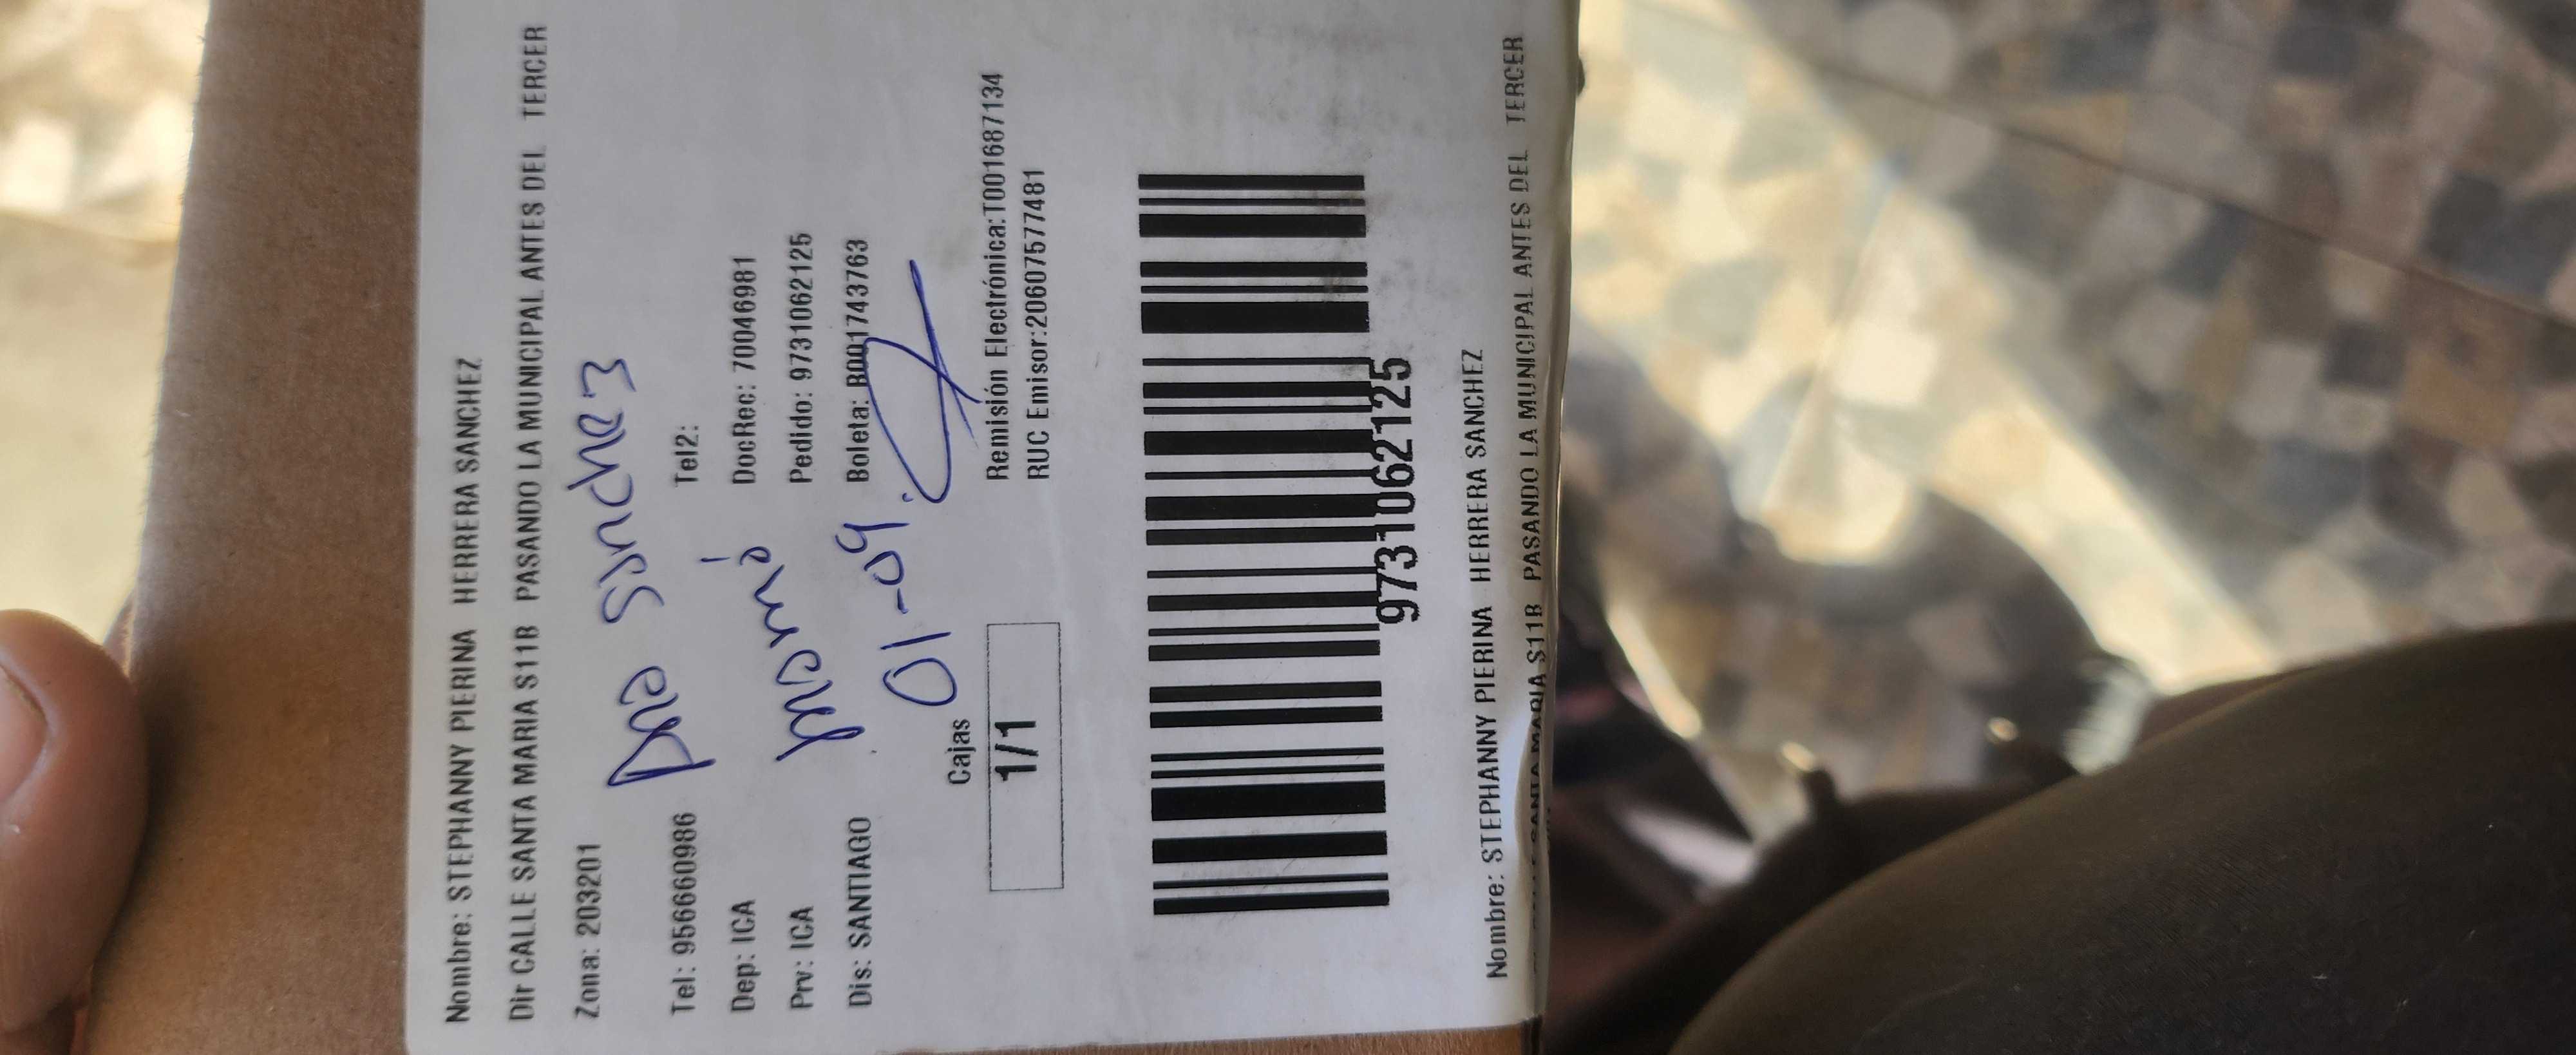 Nombre: STEPHANNY PIERINA HERRERA SANCHEZ
Dir CALLE SANTA MARIA S11B PASANDO LA MUNICIPAL ANTES DEL TERCER
Zona: 203201
Ana Sanchez
Tel: 956660986 Tel2:
Dep: ICA DocRec: 70046981
mamá
Prv: ICA Pedido: 9731062125
Dis: SANTIAGO Boleta: B001743763
01-09.
Cajas
1/1
Remisión Electrónica:T001687134
RUC Emisor:20607577481
9731062125
Nombre: STEPHANNY PIERINA HERRERA SANCHEZ
SANTA MARIA S11B PASANDO LA MUNICIPAL ANTES DEL TERCER